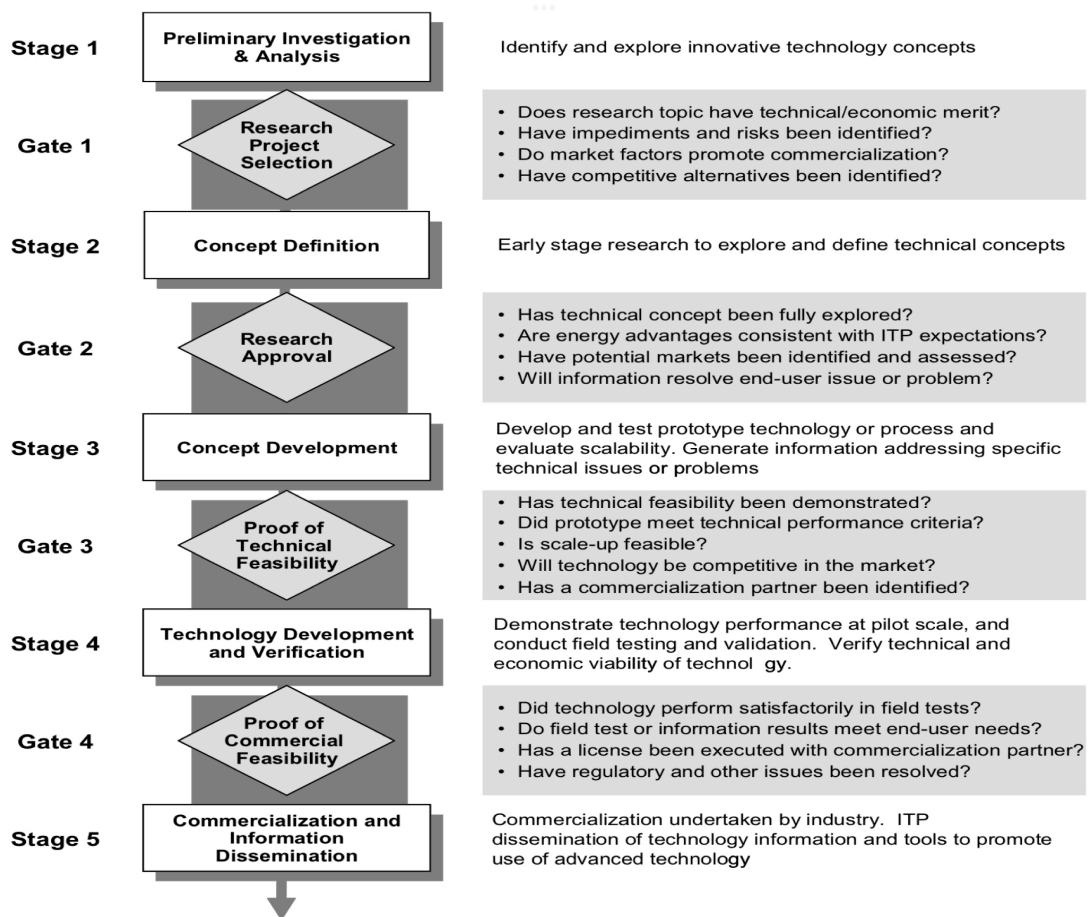 Stage 1
Preliminary Investigation
& Analysis
Identify and explore innovative technology concepts
Gate 1
Research
Project
Selection
• Does research topic have technical/economic merit?
• Have impediments and risks been identified?
• Do market factors promote commercialization?
• Have competitive alternatives been identified?
Stage 2
Concept Definition
Early stage research to explore and define technical concepts
Gate 2
Research
Approval
• Has technical concept been fully explored?
• Are energy advantages consistent with ITP expectations?
• Have potential markets been identified and assessed?
• Will information resolve end-user issue or problem?
Stage 3
Concept Development
Develop and test prototype technology or process and
evaluate scalability. Generate information addressing specific
technical issues or problems
Gate 3
Proof of
Technical
Feasibility
• Has technical feasibility been demonstrated?
• Did prototype meet technical performance criteria?
• Is scale-up feasible?
• Will technology be competitive in the market?
• Has a commercialization partner been identified?
Stage 4
Technology Development
and Verification
Demonstrate technology performance at pilot scale, and
conduct field testing and validation.  Verify technical and
economic viability of technol  gy.
Gate 4
Proof of
Commercial
Feasibility
• Did technology perform satisfactorily in field tests?
• Do field test or information results meet end-user needs?
• Has a license been executed with commercialization partner?
• Have regulatory and other issues been resolved?
Stage 5
Commercialization and
Information
Dissemination
Commercialization undertaken by industry.  ITP
dissemination of technology information and tools to promote
use of advanced technology